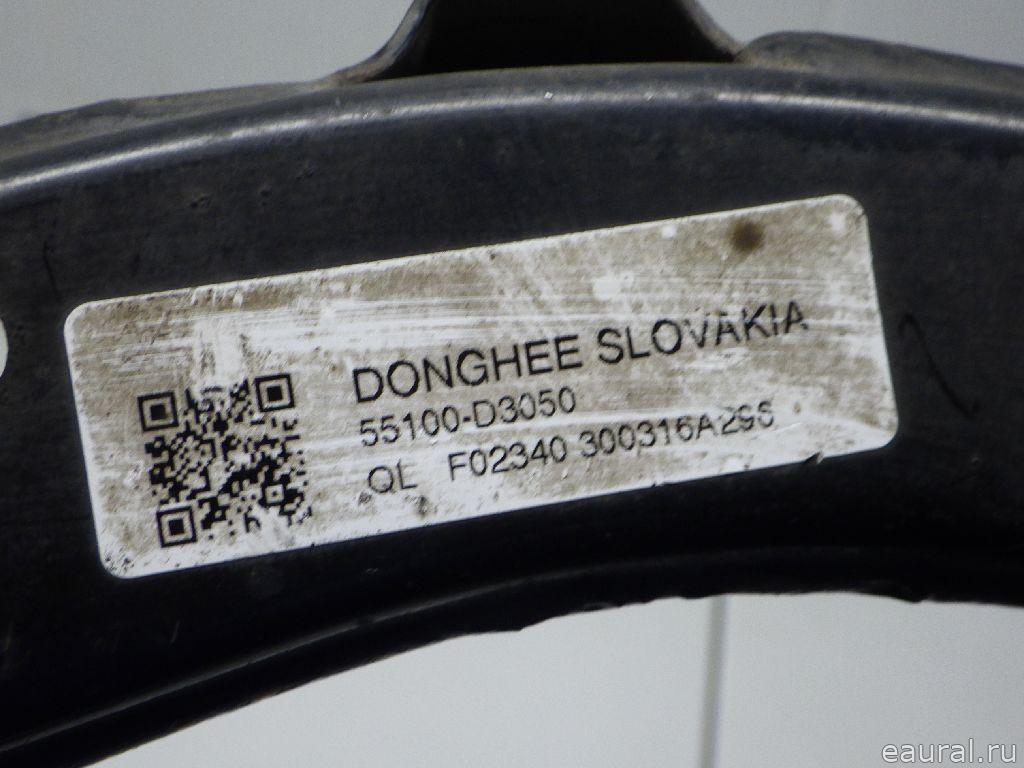 DONGHEE SLOVAKIA
55100-D3050
QL F02340 300316A296
eaural.ru